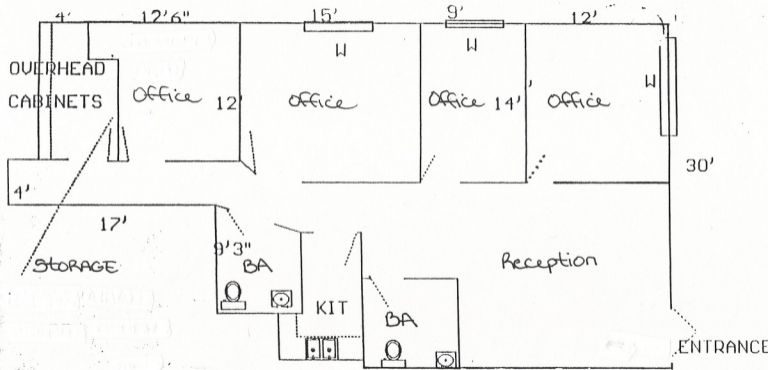 4' 12'6" 15' 9' 12' '
W W
OVERHEAD
CABINETS
Office 12' Office Office 14' ' Office W
30'
4'
17'
9'3"
STORAGE BA Reception
KIT
BA
ENTRANCE